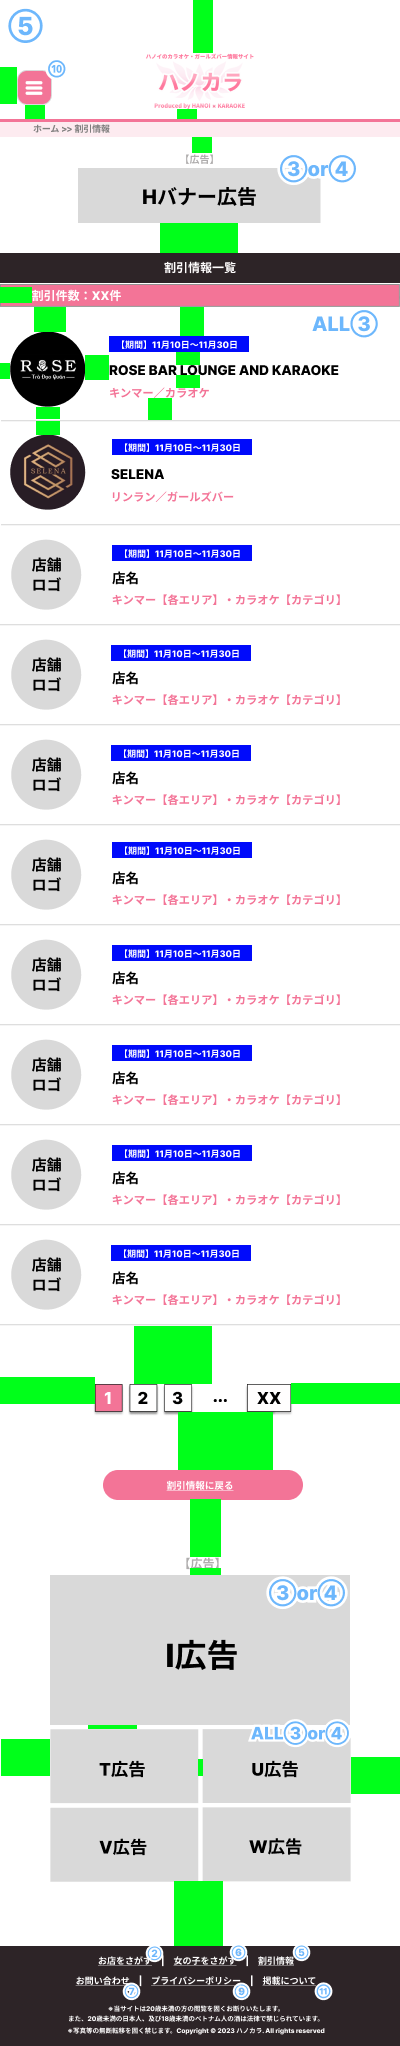 ⑤
⑩
ハノイのカラオケ・ガールズバー情報サイト
ハノカラ
Produced by HANOI × KARAOKE
ホーム >> 割引情報
【広告】
③or④
Hバナー広告
割引情報一覧
割引件数：XX件
ALL③
【期間】11月10日〜11月30日
ROSE
Trà Đạo Quán
ROSE BAR LOUNGE AND KARAOKE
キンマー／カラオケ
【期間】11月10日〜11月30日
SELENA
SELENA
リンラン／ガールズバー
【期間】11月10日〜11月30日
店舗
ロゴ
店名
キンマー【各エリア】・カラオケ【カテゴリ】
【期間】11月10日〜11月30日
店舗
ロゴ
店名
キンマー【各エリア】・カラオケ【カテゴリ】
【期間】11月10日〜11月30日
店舗
ロゴ
店名
キンマー【各エリア】・カラオケ【カテゴリ】
【期間】11月10日〜11月30日
店舗
ロゴ
店名
キンマー【各エリア】・カラオケ【カテゴリ】
【期間】11月10日〜11月30日
店舗
ロゴ
店名
キンマー【各エリア】・カラオケ【カテゴリ】
【期間】11月10日〜11月30日
店舗
ロゴ
店名
キンマー【各エリア】・カラオケ【カテゴリ】
【期間】11月10日〜11月30日
店舗
ロゴ
店名
キンマー【各エリア】・カラオケ【カテゴリ】
【期間】11月10日〜11月30日
店舗
ロゴ
店名
キンマー【各エリア】・カラオケ【カテゴリ】
1 2 3 ... XX
割引情報に戻る
【広告】
③or④
I広告
ALL③or④
T広告 U広告
V広告 W広告
② ⑥ ⑤
お店をさがす | 女の子をさがす | 割引情報
お問い合わせ | プライバシーポリシー | 掲載について
⑦ ⑨ ⑪
※当サイトは20歳未満の方の閲覧を固くお断りいたします。
また、20歳未満の日本人、及び18歳未満のベトナム人の酒は法律で禁じられています。
※写真等の無断転移を固く禁じます。Copyright © 2023 ハノカラ. All rights reserved